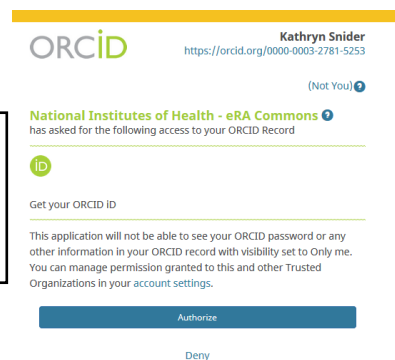 ORCiD
Kathryn Snider
https://orcid.org/0000-0003-2781-5253
(Not You)?
National Institutes of Health - eRA Commons ?
has asked for the following access to your ORCID Record
iD
Get your ORCID iD
This application will not be able to see your ORCID password or any
other information in your ORCID record with visibility set to Only me.
You can manage permission granted to this and other Trusted
Organizations in your account settings.
Authorize
Deny